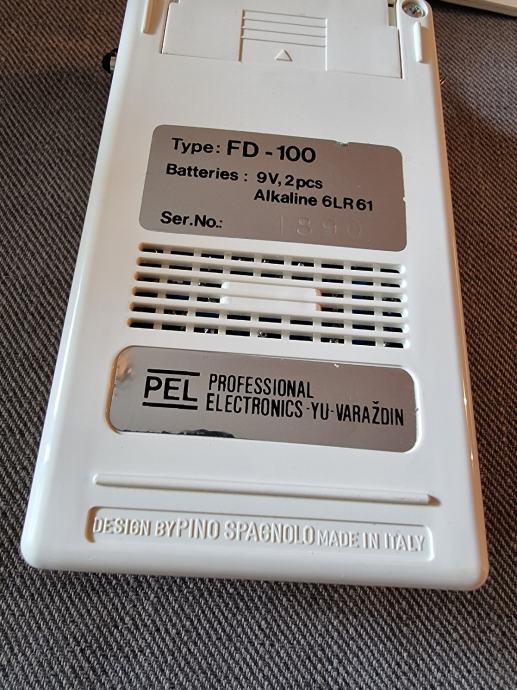 Type: FD-100
Batteries: 9V, 2pcs
Alkaline 6LR61
Ser.No.: 1890
PEL PROFESSIONAL
ELECTRONICS-YU-VARAŽDIN
DESIGN BY PINO SPAGNOLO MADE IN ITALY